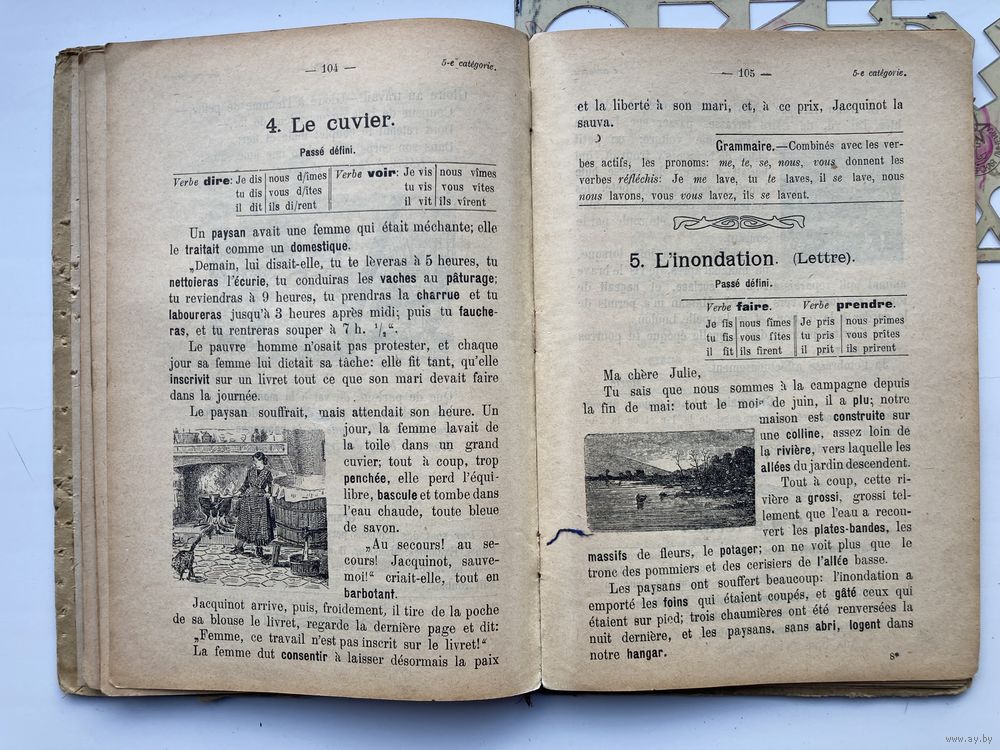 — 104 —
5-e catégorie.
4. Le cuvier.
Passé défini.
Verbe dire: Je dis nous d/îmes
tu dis vous d/îtes
il dit ils di/rent
Verbe voir: Je vis nous vîmes
tu vis vous vîtes
il vit ils virent
Un paysan avait une femme qui était méchante; elle
le traitait comme un domestique.
„Demain, lui disait-elle, tu te lèveras à 5 heures, tu
nettoieras l'écurie, tu conduiras les vaches au pâturage;
tu reviendras à 9 heures, tu prendras la charrue et tu
laboureras jusqu'à 3 heures après midi; puis tu fauche-
ras, et tu rentreras souper à 7 h. ½“.
Le pauvre homme n'osait pas protester, et chaque
jour sa femme lui dictait sa tâche: elle fit tant, qu'elle
inscrivit sur un livret tout ce que son mari devait faire
dans la journée.
Le paysan souffrait, mais attendait son heure. Un
jour, la femme lavait de
la toile dans un grand
cuvier; tout à coup, trop
penchée, elle perd l'équi-
libre, bascule et tombe dans
l'eau chaude, toute bleue
de savon.
„Au secours! au se-
cours! Jacquinot, sauve-
moi!“ criait-elle, tout en
barbotant.
Jacquinot arrive, puis, froidement, il tire de la poche
de sa blouse le livret, regarde la dernière page et dit:
„Femme, ce travail n'est pas inscrit sur le livret!“
La femme dut consentir à laisser désormais la paix
— 105 —
5-e catégorie.
et la liberté à son mari, et, à ce prix, Jacquinot la
sauva.
Grammaire.—Combinés avec les ver-
bes actifs, les pronoms: me, te, se, nous, vous donnent les
verbes réfléchis: Je me lave, tu te laves, il se lave, nous
nous lavons, vous vous lavez, ils se lavent.
5. L'inondation. (Lettre).
Passé défini.
Verbe faire.
Je fis nous fîmes
tu fis vous fîtes
il fit ils firent
Verbe prendre.
Je pris nous prîmes
tu pris vous prîtes
il prit ils prirent
Ma chère Julie,
Tu sais que nous sommes à la campagne depuis
la fin de mai: tout le mois de juin, il a plu; notre
maison est construite sur
une colline, assez loin de
la rivière, vers laquelle les
allées du jardin descendent.
Tout à coup, cette ri-
vière a grossi, grossi tel-
lement que l'eau a recou-
vert les plates-bandes, les
massifs de fleurs, le potager; on ne voit plus que le
tronc des pommiers et des cerisiers de l'allée basse.
Les paysans ont souffert beaucoup: l'inondation a
emporté les foins qui étaient coupés, et gâté ceux qui
étaient sur pied; trois chaumières ont été renversées la
nuit dernière, et les paysans. sans abri, logent dans
notre hangar.
8*
www.ay.by